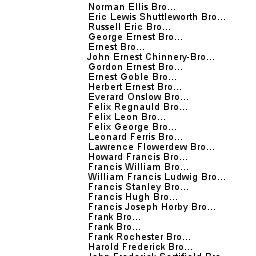 Norman Ellis Bro...
Eric Lewis Shuttleworth Bro...
Russell Eric Bro...
George Ernest Bro...
Ernest Bro...
John Ernest Chinnery-Bro...
Gordon Ernest Bro...
Ernest Goble Bro...
Herbert Ernest Bro...
Everard Onslow Bro...
Felix Regnauld Bro...
Felix Leon Bro...
Felix George Bro...
Leonard Ferris Bro...
Lawrence Flowerdew Bro...
Howard Francis Bro...
Francis William Bro...
William Francis Ludwig Bro...
Francis Stanley Bro...
Francis Hugh Bro...
Francis Joseph Horby Bro...
Frank Bro...
Frank Bro...
Frank Rochester Bro...
Harold Frederick Bro...
John Frederick